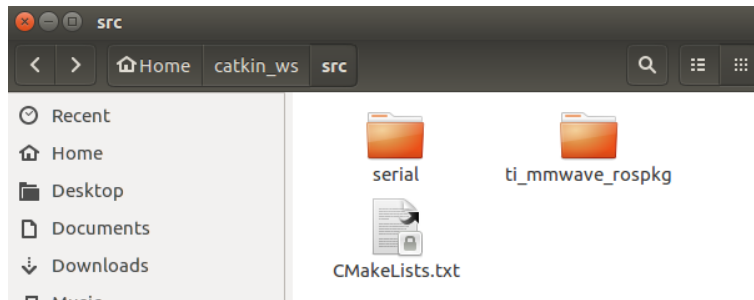 src
Home catkin_ws src
Recent
Home
Desktop
Documents
Downloads
serial ti_mmwave_rospkg
CMakeLists.txt